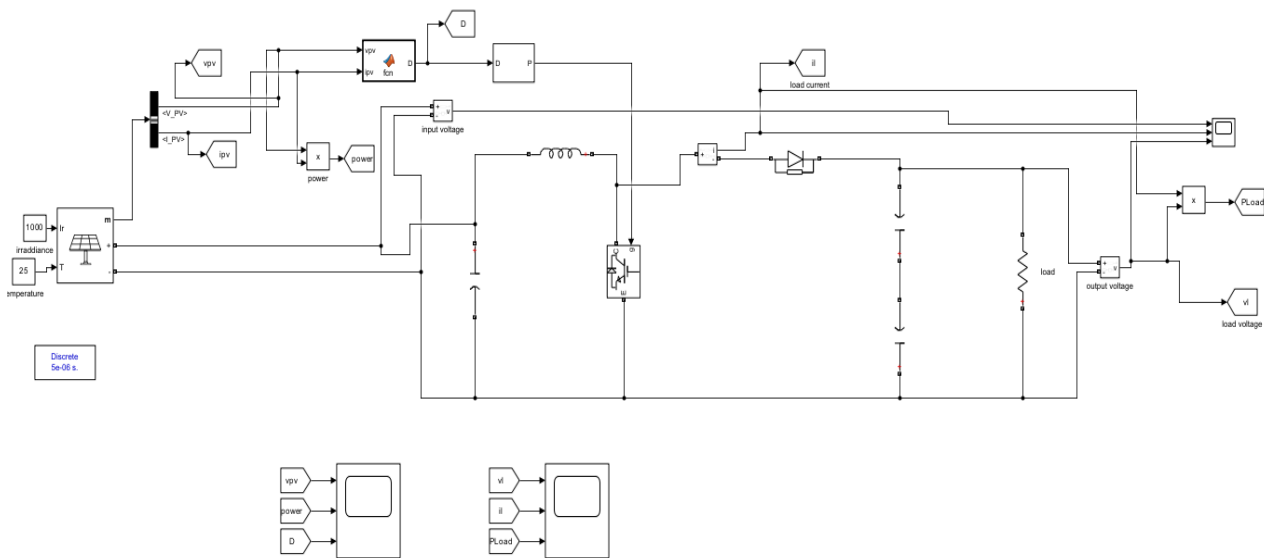 D
vpv
vpv
ipv
fcn
D
D
P
il
load current
<V_PV>
<I_PV>
+
-
v
input voltage
ipv
x
power
power
+
i
-
x
PLoad
1000
irraddiance
25
emperature
Ir
T
m
+
-
g
C
E
load
+
-
v
output voltage
vl
load voltage
Discrete
5e-06 s.
vpv
power
D
vl
il
PLoad